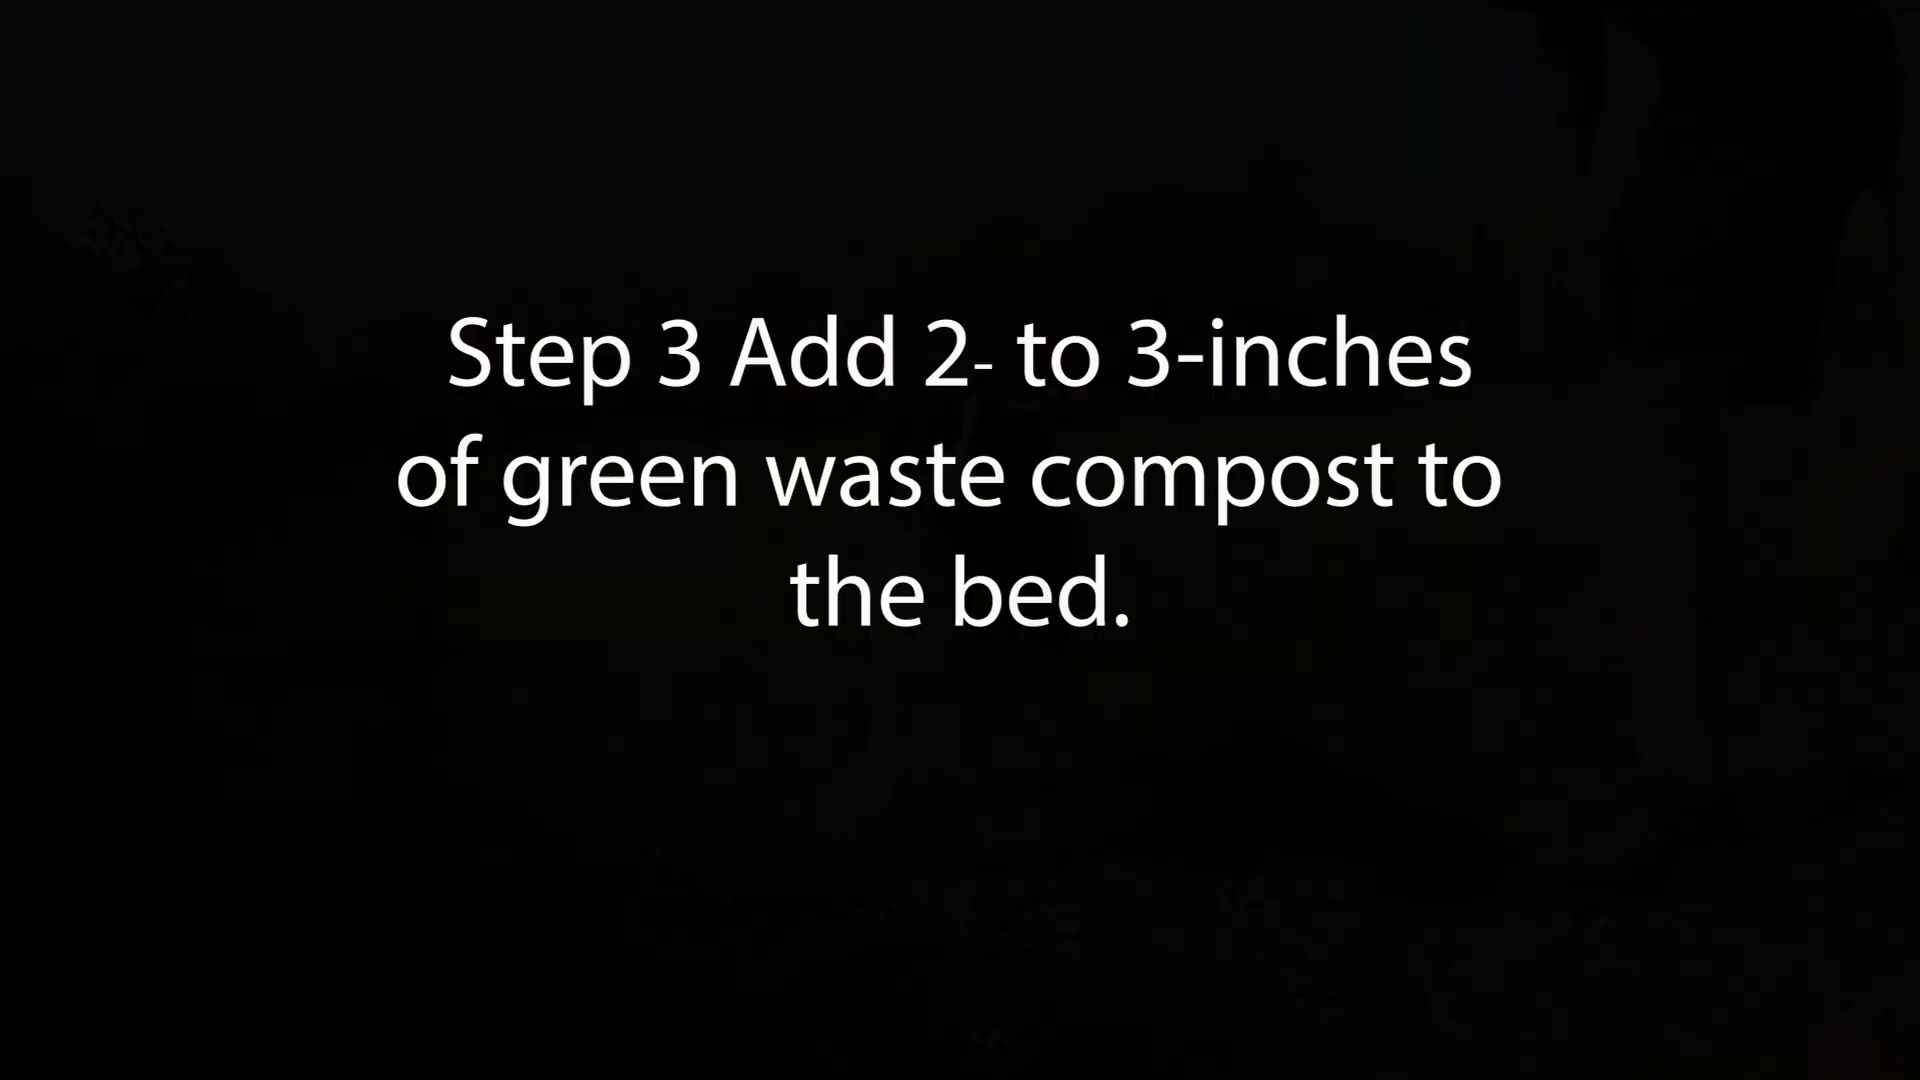 Step 3 Add 2- to 3-inches
of green waste compost to
the bed.